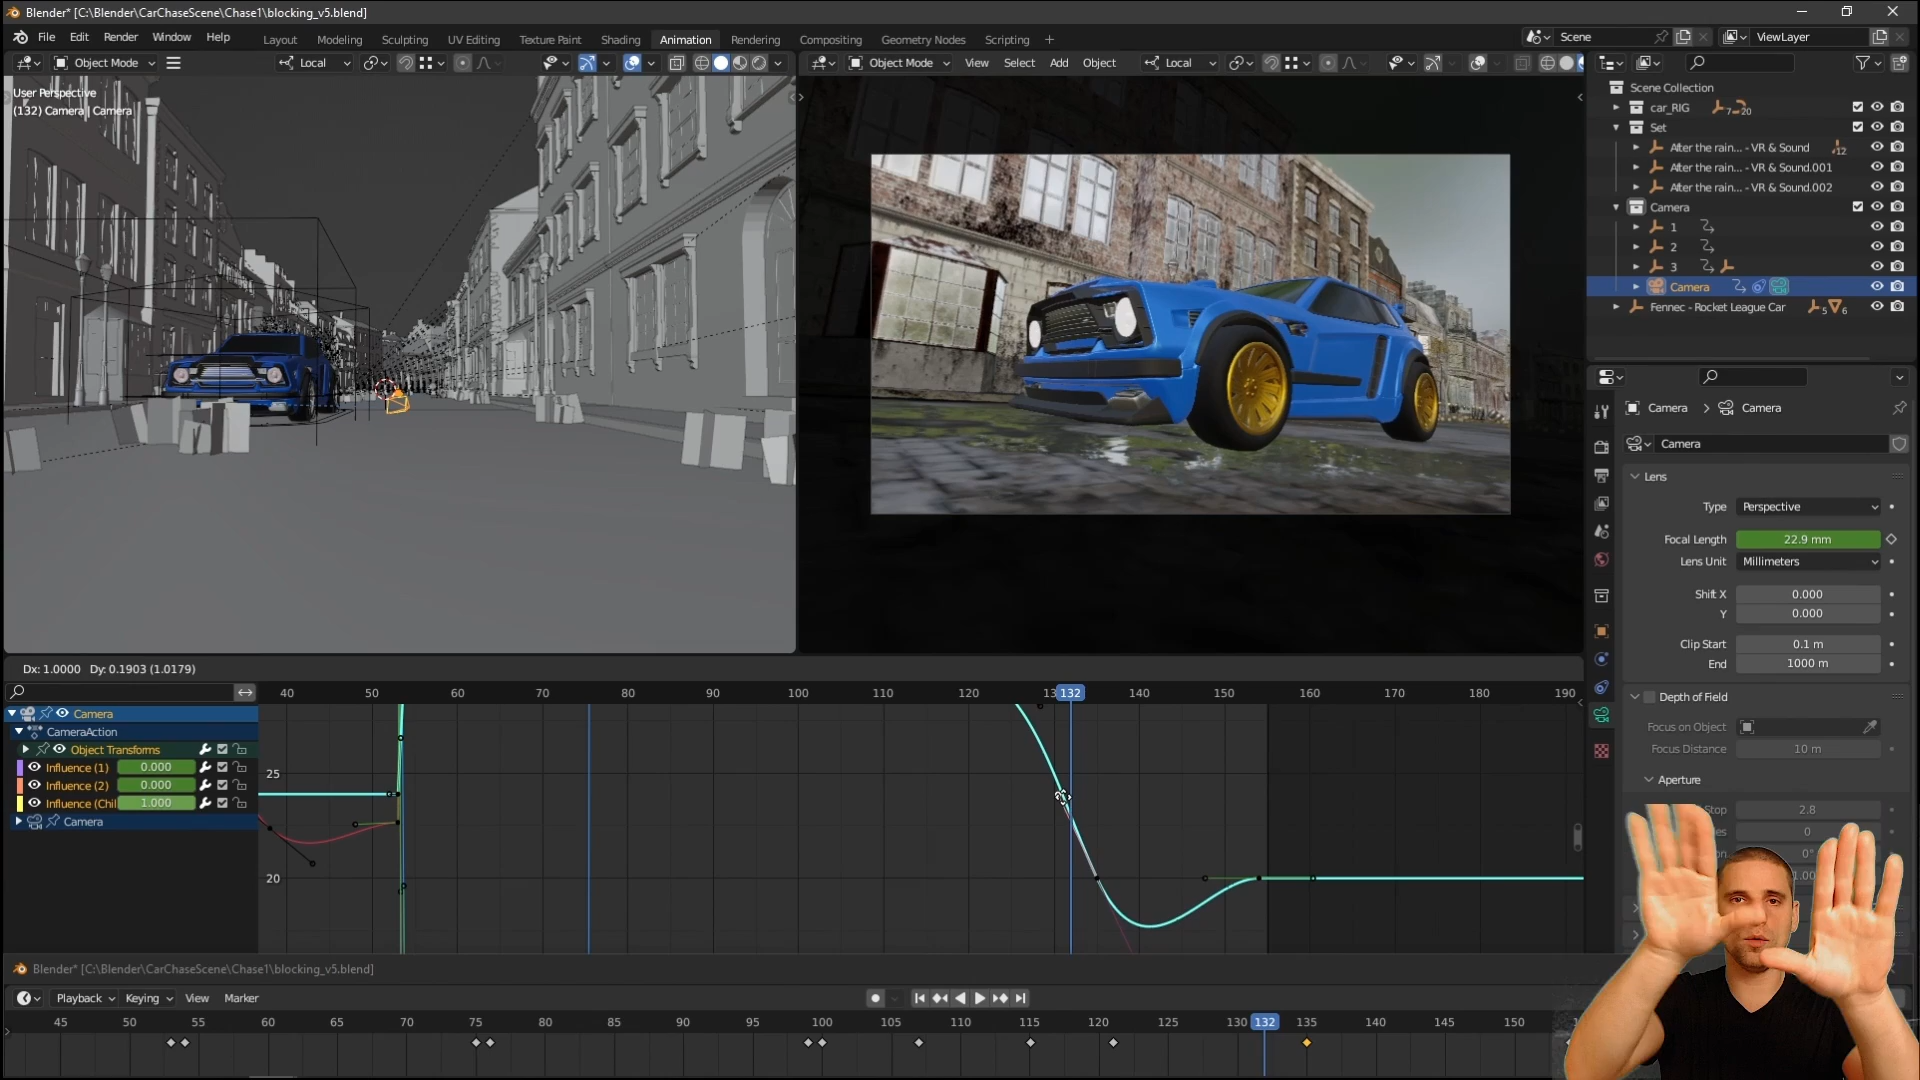 Blender* [C:\Blender\CarChaseScene\Chase1\blocking_v5.blend]
File Edit Render Window Help
Layout Modeling Sculpting UV Editing Texture Paint Shading Animation Rendering Compositing Geometry Nodes Scripting +
Scene
ViewLayer
Object Mode
Local
Object Mode
View Select Add Object
Local
User Perspective
(132) Camera | Camera
Scene Collection
car_RIG 7 20
Set
After the rain... - VR & Sound 12
After the rain... - VR & Sound.001
After the rain... - VR & Sound.002
Camera
1
2
3
Camera
Fennec - Rocket League Car 5 6
Camera > Camera
Camera
Lens
Type Perspective
Focal Length 22.9 mm
Lens Unit Millimeters
Shift X 0.000
Y 0.000
Clip Start 0.1 m
End 1000 m
Depth of Field
Focus on Object
Focus Distance 10 m
Aperture
2.8
0
0°
Dx: 1.0000 Dy: 0.1903 (1.0179)
40 50 60 70 80 90 100 110 120 132 140 150 160 170 180 190
Camera
CameraAction
Object Transforms
Influence (1) 0.000
Influence (2) 0.000
Influence (Chil 1.000
Camera
25
20
Blender* [C:\Blender\CarChaseScene\Chase1\blocking_v5.blend]
Playback Keying View Marker
45 50 55 60 65 70 75 80 85 90 95 100 105 110 115 120 125 130 132 135 140 145 150